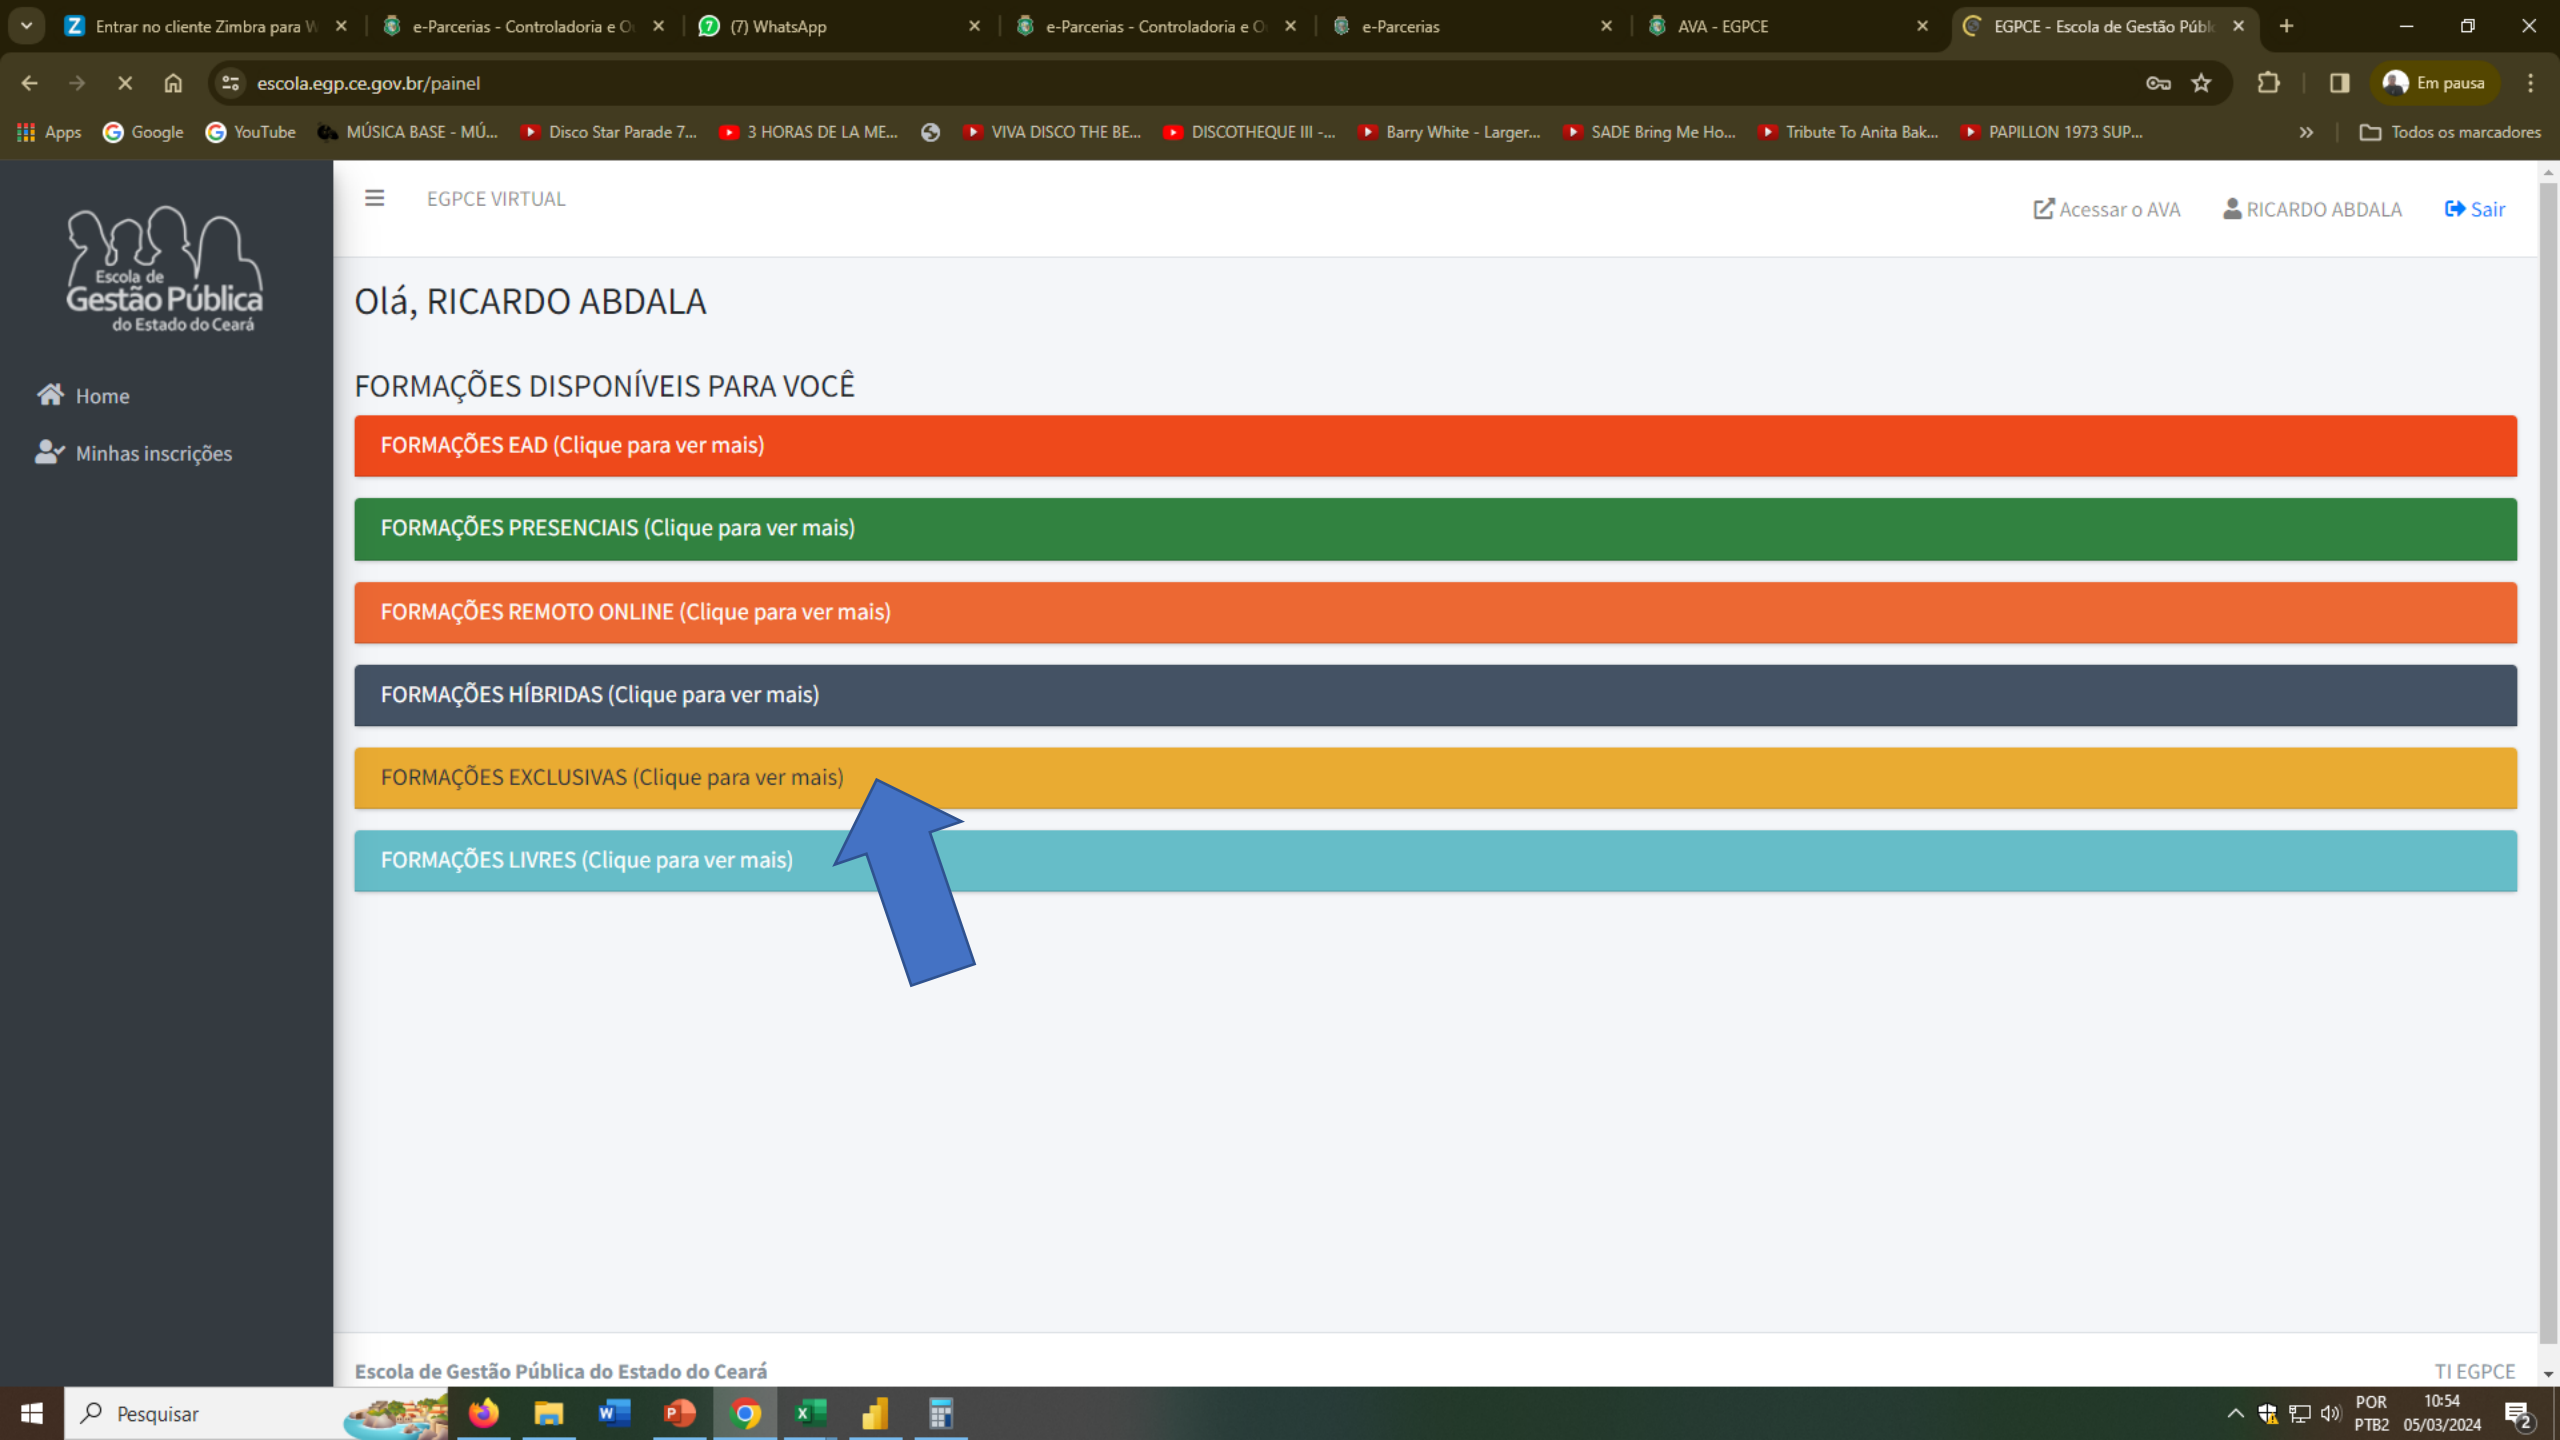 Entrar no cliente Zimbra para W
e-Parcerias - Controladoria e O
(7) WhatsApp
e-Parcerias - Controladoria e O
e-Parcerias
AVA - EGPCE
EGPCE - Escola de Gestão Públ
escola.egp.ce.gov.br/painel
Em pausa
Apps
Google
YouTube
MÚSICA BASE - MÚ...
Disco Star Parade 7...
3 HORAS DE LA ME...
VIVA DISCO THE BE...
DISCOTHEQUE III -...
Barry White - Larger...
SADE Bring Me Ho...
Tribute To Anita Bak...
PAPILLON 1973 SUP...
Todos os marcadores
Escola de
Gestão Pública
do Estado do Ceará
Home
Minhas inscrições
EGPCE VIRTUAL
Acessar o AVA
RICARDO ABDALA
Sair
Olá, RICARDO ABDALA
FORMAÇÕES DISPONÍVEIS PARA VOCÊ
FORMAÇÕES EAD (Clique para ver mais)
FORMAÇÕES PRESENCIAIS (Clique para ver mais)
FORMAÇÕES REMOTO ONLINE (Clique para ver mais)
FORMAÇÕES HÍBRIDAS (Clique para ver mais)
FORMAÇÕES EXCLUSIVAS (Clique para ver mais)
FORMAÇÕES LIVRES (Clique para ver mais)
Escola de Gestão Pública do Estado do Ceará
TI EGPCE
Pesquisar
POR
PTB2
10:54
05/03/2024
2